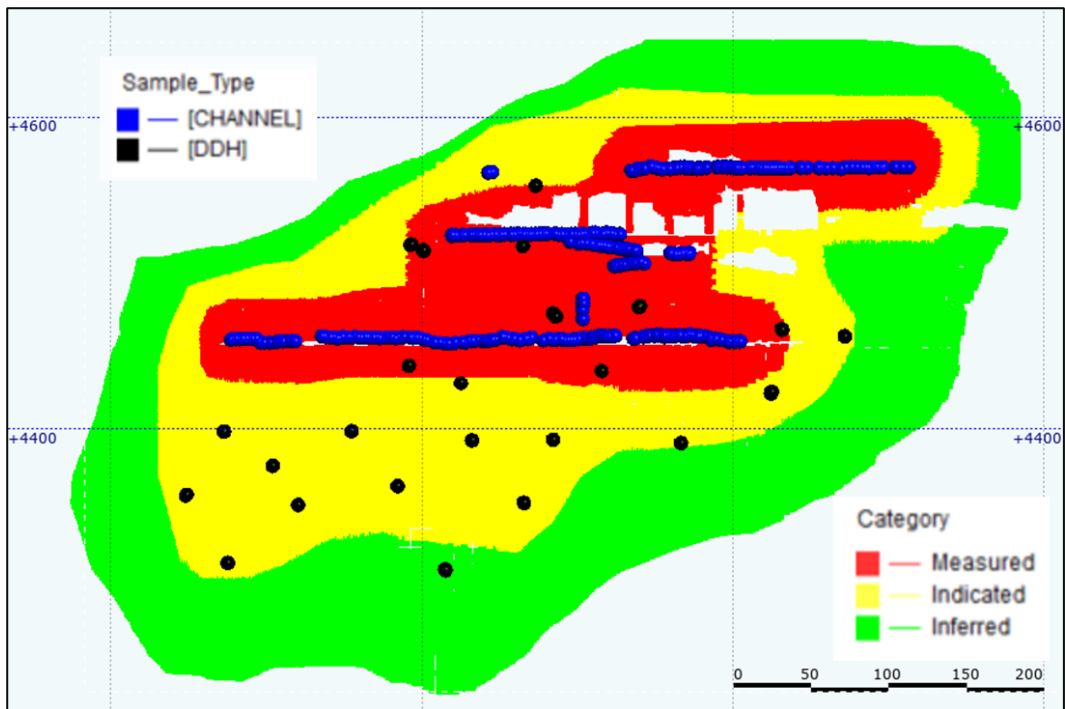 Sample_Type
[CHANNEL]
[DDH]
+4600
+4600
+4400
+4400
Category
Measured
Indicated
Inferred
0 50 100 150 200